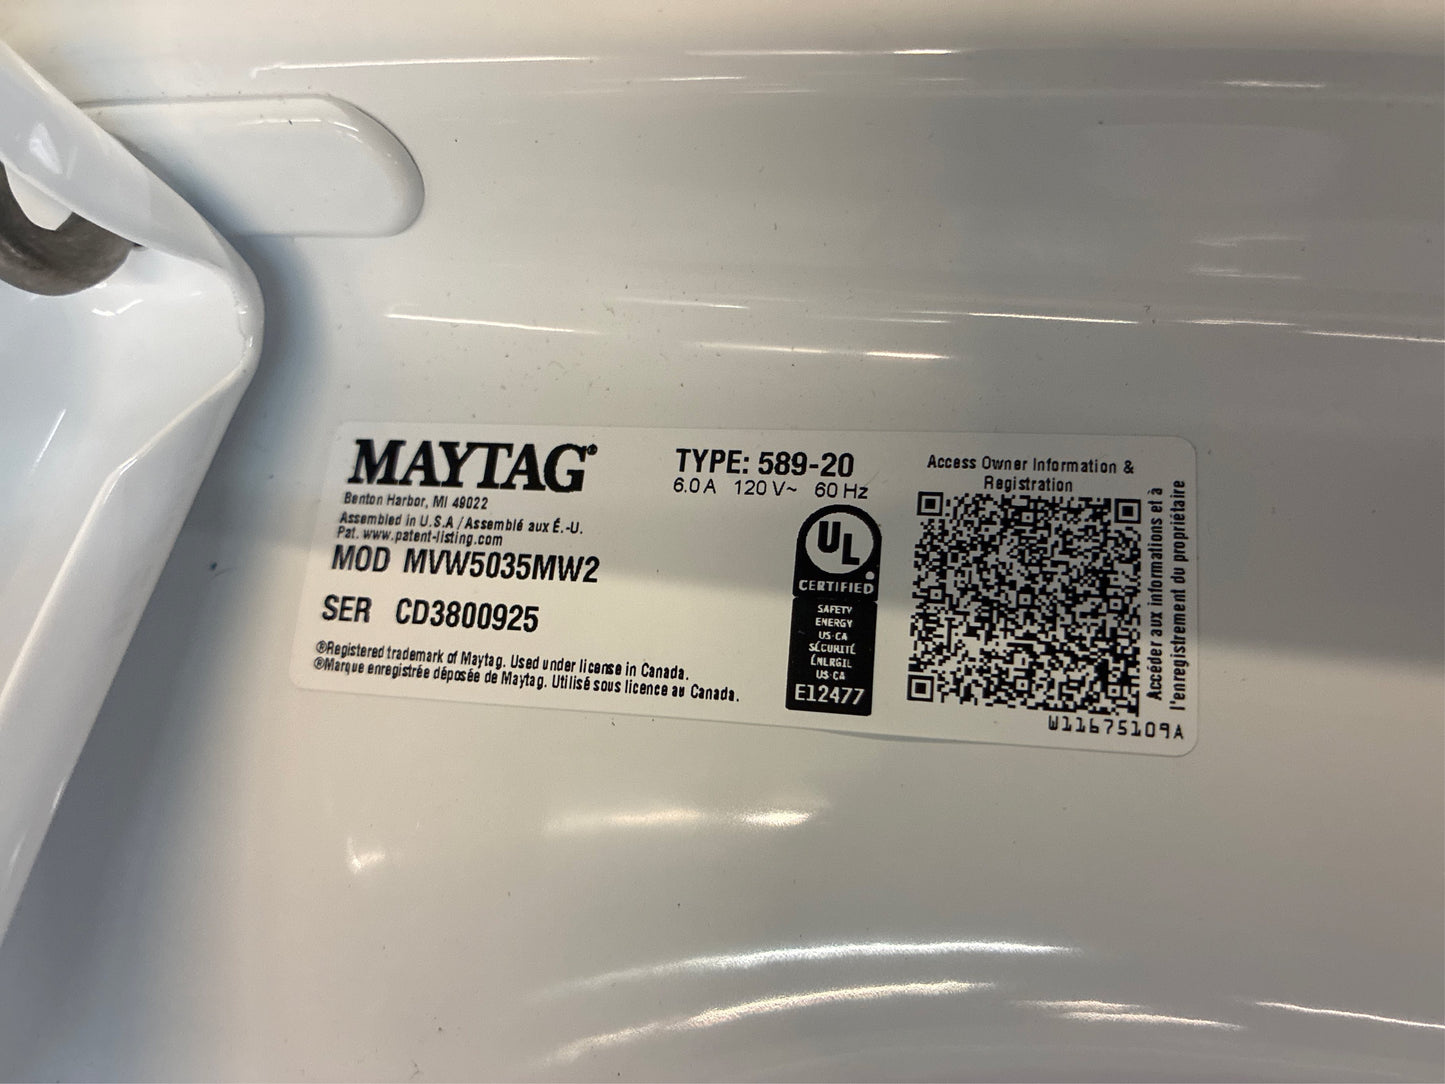 MAYTAG®
Benton Harbor, MI 49022
Assembled in U.S.A / Assemblé aux É.-U.
Pat. www.patent-listing.com
MOD MVW5035MW2
SER CD3800925
®Registered trademark of Maytag. Used under license in Canada.
®Marque enregistrée déposée de Maytag. Utilisé sous licence au Canada.
TYPE: 589-20
6.0 A 120 V~ 60 Hz
UL
CERTIFIED
SAFETY
ENERGY
US-CA
SÉCURITÉ
ÉNERGIE
US CA
E12477
Access Owner Information &
Registration
Accéder aux informations et à
l'enregistrement du propriétaire
W11675109A